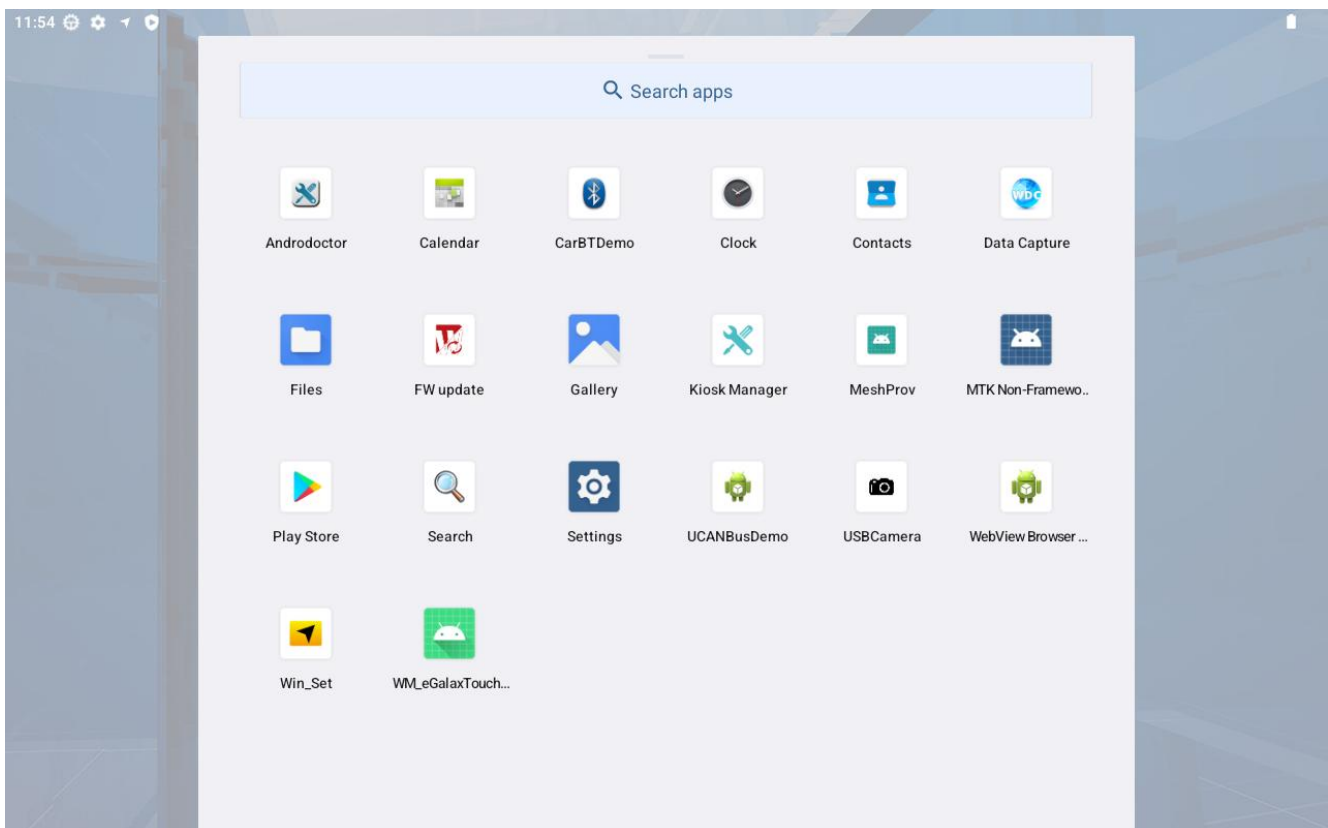 11:54
Search apps
WDC
Androdoctor Calendar CarBTDemo Clock Contacts Data Capture
Files FW update Gallery Kiosk Manager MeshProv MTK Non-Framewo..
Play Store Search Settings UCANBusDemo USBCamera WebView Browser ...
Win_Set WM_eGalaxTouch...